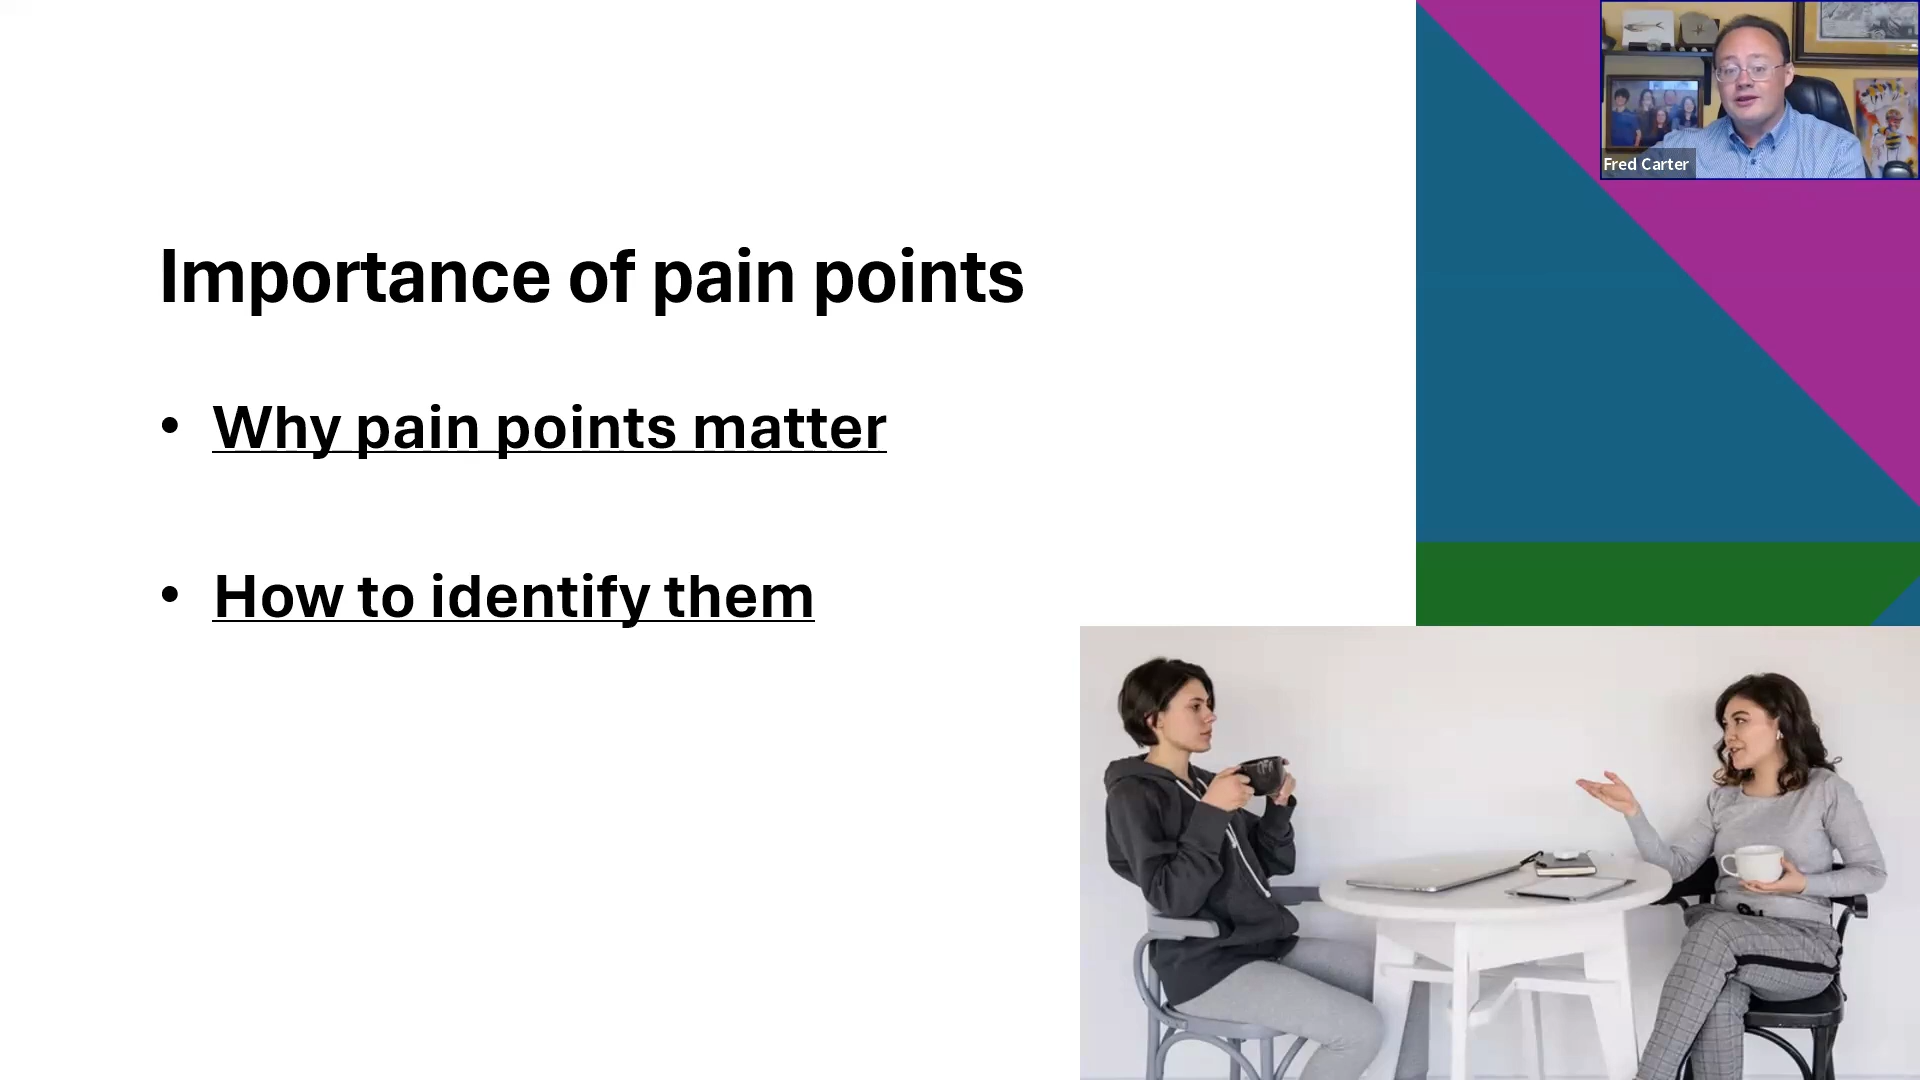 Importance of pain points
• Why pain points matter
• How to identify them
Fred Carter